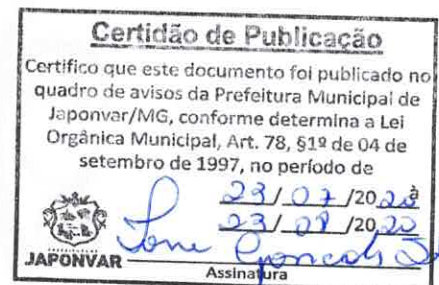 Certidão de Publicação
Certifico que este documento foi publicado no
quadro de avisos da Prefeitura Municipal de
Japonvar/MG, conforme determina a Lei
Orgânica Municipal, Art. 78, §1º de 04 de
setembro de 1997, no período de
23/07/2020 à
23/08/2020
JAPONVAR
Assinatura